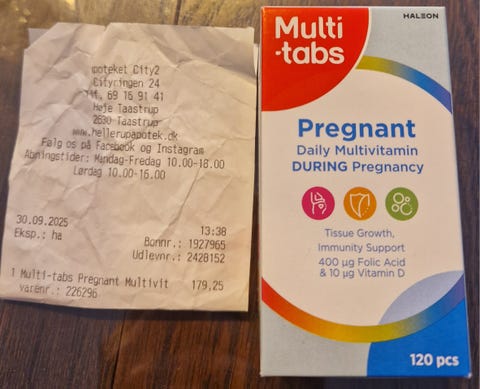 poteket City2
Cityringen 24
Tlf. 69 16 91 41
Høje Taastrup
2630 Taastrup
www.hellerupapotek.dk
Følg os på Facebook og Instagram
Åbningstider: Mandag-Fredag 10.00-18.00
Lørdag 10.00-16.00
30.09.2025 13:38
Eksp.: ha
Bonnr.: 1927965
Udlevnr.: 2428152
1 Multi-tabs Pregnant Multivit 179,25
Varenr.: 226296
HALEON
Multi
-tabs
Pregnant
Daily Multivitamin
DURING Pregnancy
Tissue Growth,
Immunity Support
400 µg Folic Acid
& 10 µg Vitamin D
120 pcs